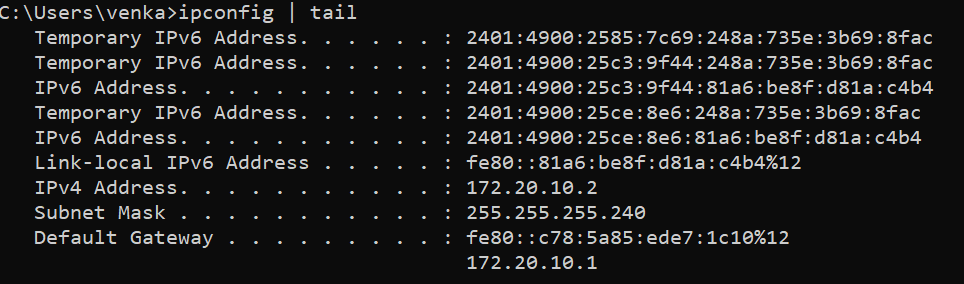 C:\Users\venka>ipconfig | tail
   Temporary IPv6 Address. . . . . . : 2401:4900:2585:7c69:248a:735e:3b69:8fac
   Temporary IPv6 Address. . . . . . : 2401:4900:25c3:9f44:248a:735e:3b69:8fac
   IPv6 Address. . . . . . . . . . . : 2401:4900:25c3:9f44:81a6:be8f:d81a:c4b4
   Temporary IPv6 Address. . . . . . : 2401:4900:25ce:8e6:248a:735e:3b69:8fac
   IPv6 Address. . . . . . . . . . . : 2401:4900:25ce:8e6:81a6:be8f:d81a:c4b4
   Link-local IPv6 Address . . . . . : fe80::81a6:be8f:d81a:c4b4%12
   IPv4 Address. . . . . . . . . . . : 172.20.10.2
   Subnet Mask . . . . . . . . . . . : 255.255.255.240
   Default Gateway . . . . . . . . . : fe80::c78:5a85:ede7:1c10%12
                                       172.20.10.1